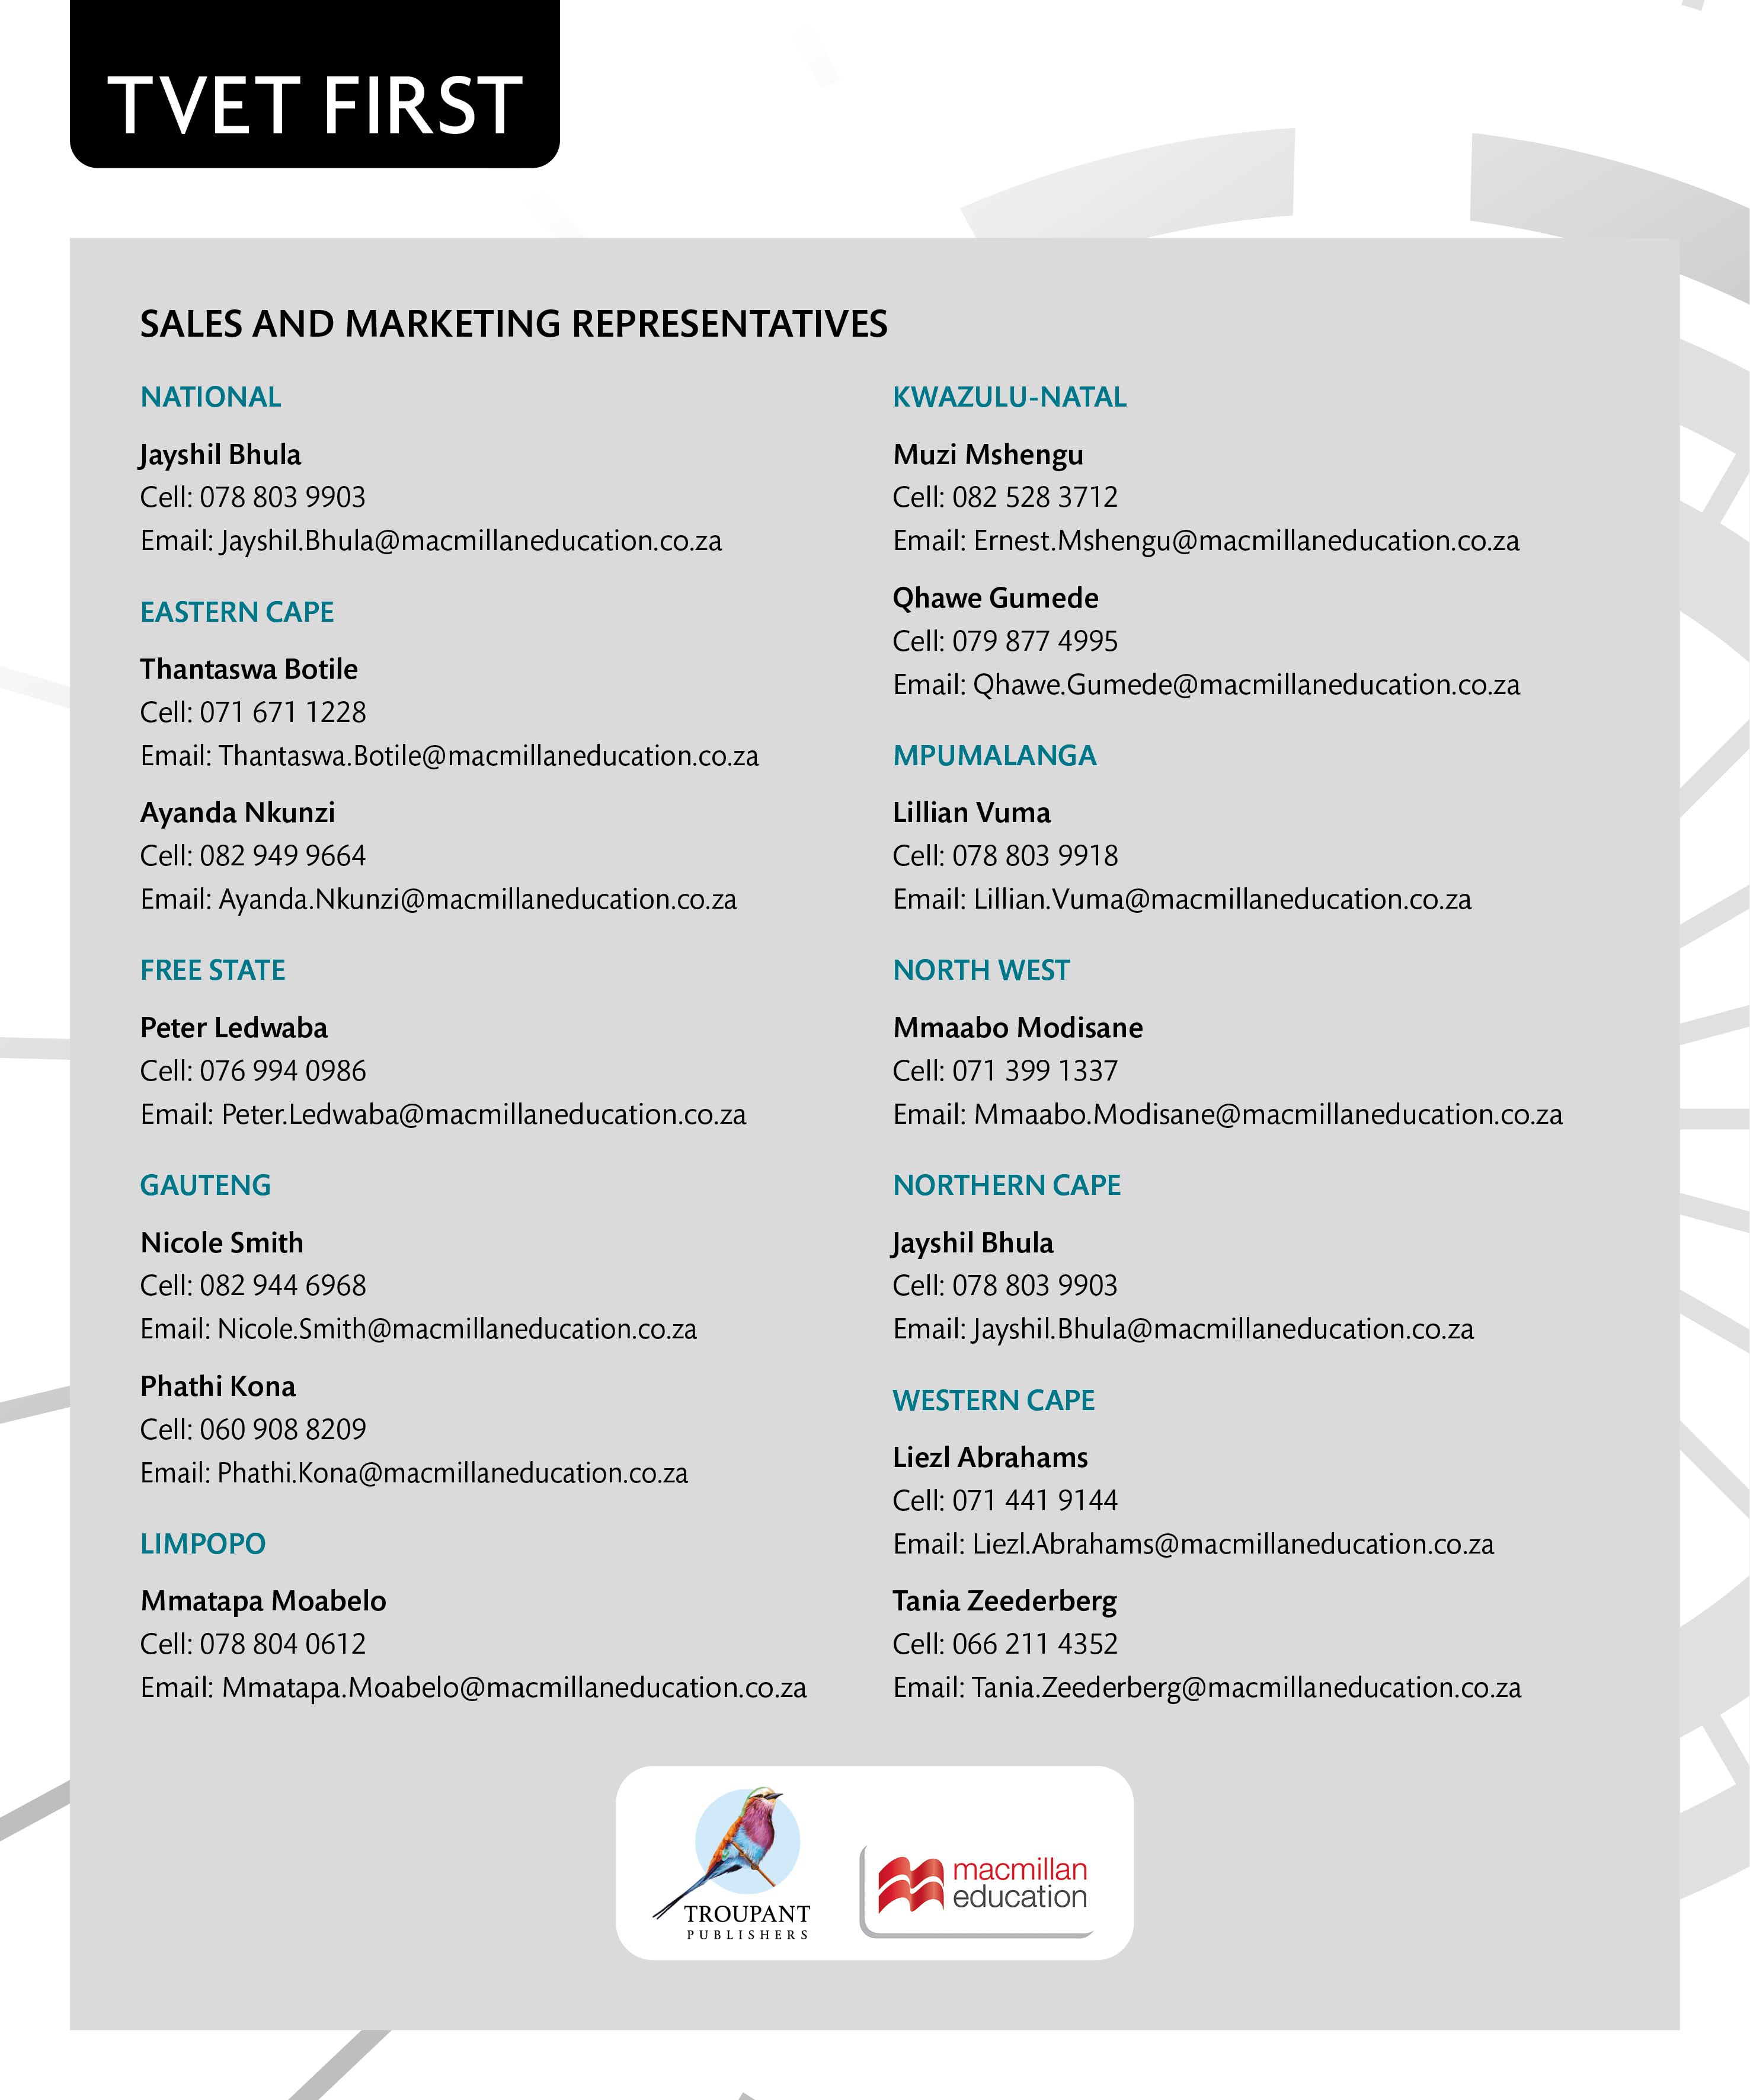 TVET FIRST
SALES AND MARKETING REPRESENTATIVES
NATIONAL
Jayshil Bhula
Cell: 078 803 9903
Email: Jayshil.Bhula@macmillaneducation.co.za
EASTERN CAPE
Thantaswa Botile
Cell: 071 671 1228
Email: Thantaswa.Botile@macmillaneducation.co.za
Ayanda Nkunzi
Cell: 082 949 9664
Email: Ayanda.Nkunzi@macmillaneducation.co.za
FREE STATE
Peter Ledwaba
Cell: 076 994 0986
Email: Peter.Ledwaba@macmillaneducation.co.za
GAUTENG
Nicole Smith
Cell: 082 944 6968
Email: Nicole.Smith@macmillaneducation.co.za
Phathi Kona
Cell: 060 908 8209
Email: Phathi.Kona@macmillaneducation.co.za
LIMPOPO
Mmatapa Moabelo
Cell: 078 804 0612
Email: Mmatapa.Moabelo@macmillaneducation.co.za
KWAZULU-NATAL
Muzi Mshengu
Cell: 082 528 3712
Email: Ernest.Mshengu@macmillaneducation.co.za
Qhawe Gumede
Cell: 079 877 4995
Email: Qhawe.Gumede@macmillaneducation.co.za
MPUMALANGA
Lillian Vuma
Cell: 078 803 9918
Email: Lillian.Vuma@macmillaneducation.co.za
NORTH WEST
Mmaabo Modisane
Cell: 071 399 1337
Email: Mmaabo.Modisane@macmillaneducation.co.za
NORTHERN CAPE
Jayshil Bhula
Cell: 078 803 9903
Email: Jayshil.Bhula@macmillaneducation.co.za
WESTERN CAPE
Liezl Abrahams
Cell: 071 441 9144
Email: Liezl.Abrahams@macmillaneducation.co.za
Tania Zeederberg
Cell: 066 211 4352
Email: Tania.Zeederberg@macmillaneducation.co.za
TROUPANT
PUBLISHERS
macmillan
education